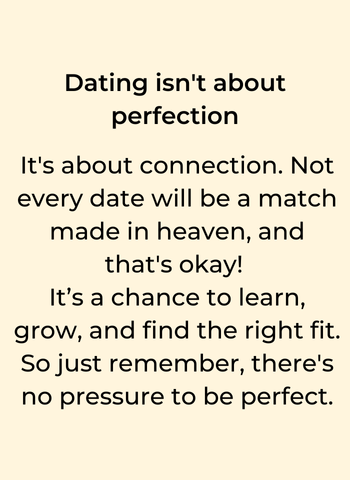 Dating isn't about
perfection
It's about connection. Not
every date will be a match
made in heaven, and
that's okay!
It’s a chance to learn,
grow, and find the right fit.
So just remember, there's
no pressure to be perfect.